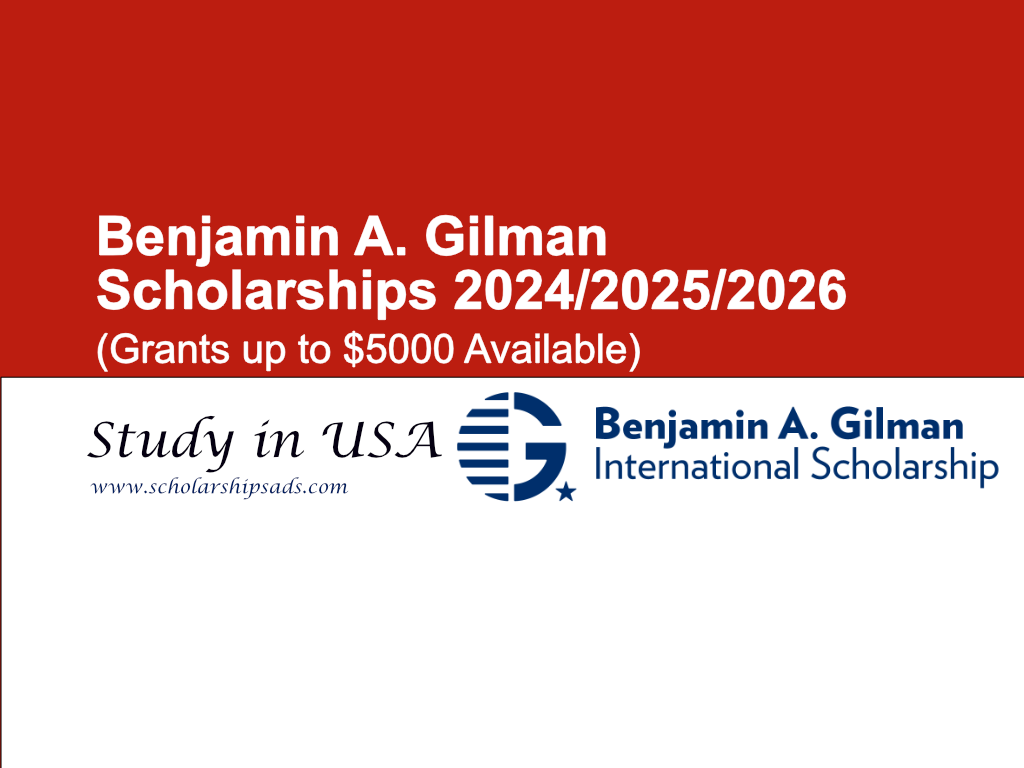 Benjamin A. Gilman
Scholarships 2024/2025/2026
(Grants up to $5000 Available)
Study in USA
www.scholarshipsads.com
G
Benjamin A. Gilman
International Scholarship